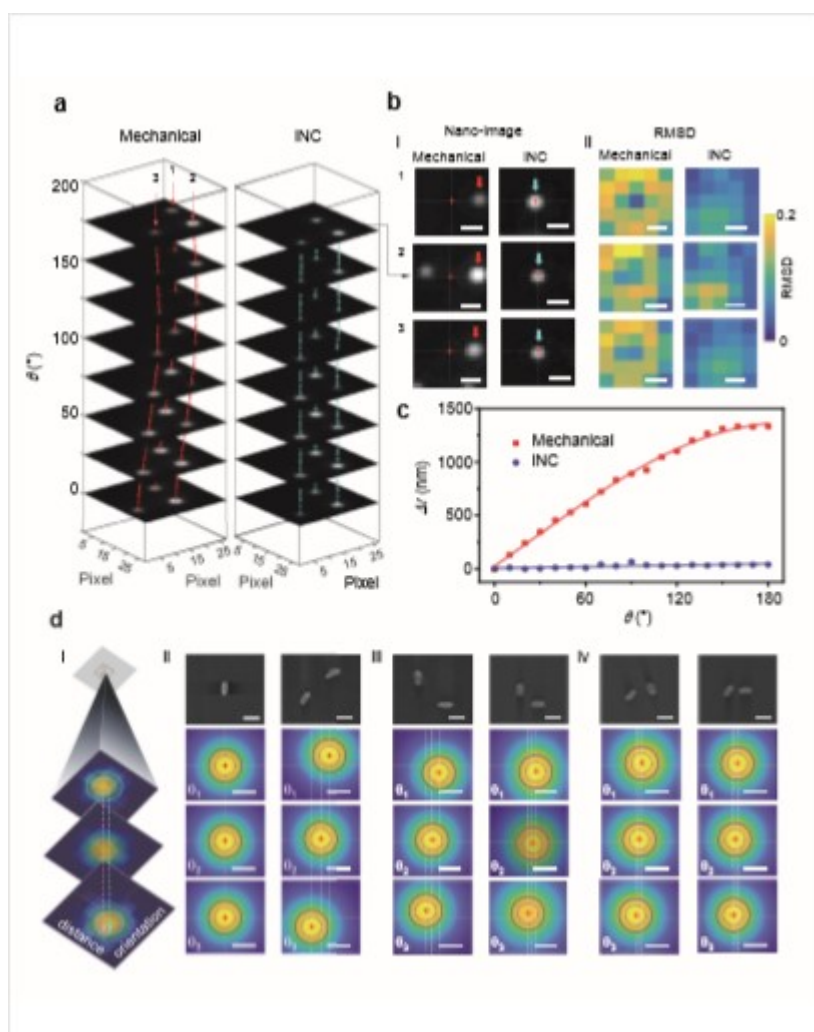 a
Mechanical
INC
3
1
2
200
150
100
50
0
θ (°)
5
15
25
Pixel
5
15
25
5
15
25
Pixel
5
15
25
Pixel
b
Nano-image
RMSD
I
Mechanical
INC
II
Mechanical
INC
1
2
3
0.2
RMSD
0
c
1500
1000
500
0
Δr (nm)
Mechanical
INC
0
60
120
180
θ (°)
d
I
II
III
IV
distance
orientation
θ₁
θ₁
θ₁
θ₁
θ₁
θ₂
θ₂
θ₂
θ₂
θ₂
θ₂
θ₃
θ₃
θ₃
θ₃
θ₃